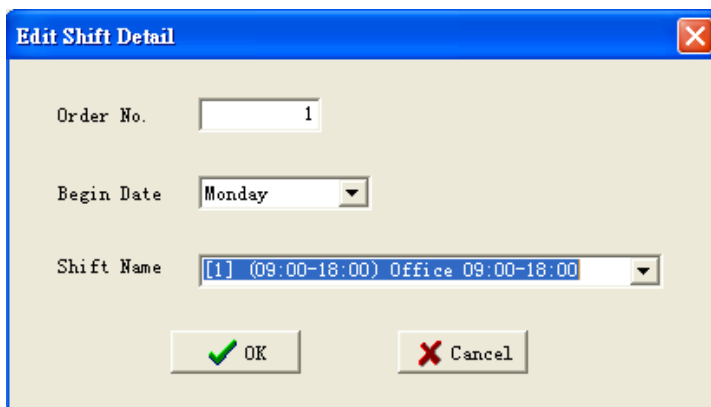 Edit Shift Detail
Order No. 1
Begin Date Monday
Shift Name [1] (09:00-18:00) Office 09:00-18:00
OK Cancel